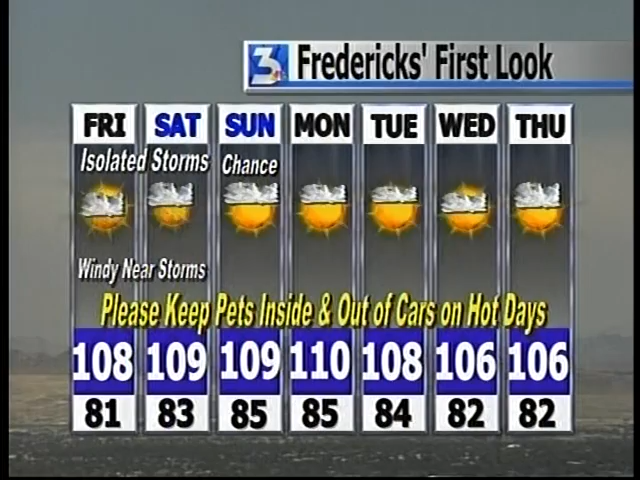 3 Fredericks' First Look
FRI SAT SUN MON TUE WED THU
Isolated Storms Chance
Windy Near Storms
Please Keep Pets Inside & Out of Cars on Hot Days
108 109 109 110 108 106 106
81 83 85 85 84 82 82